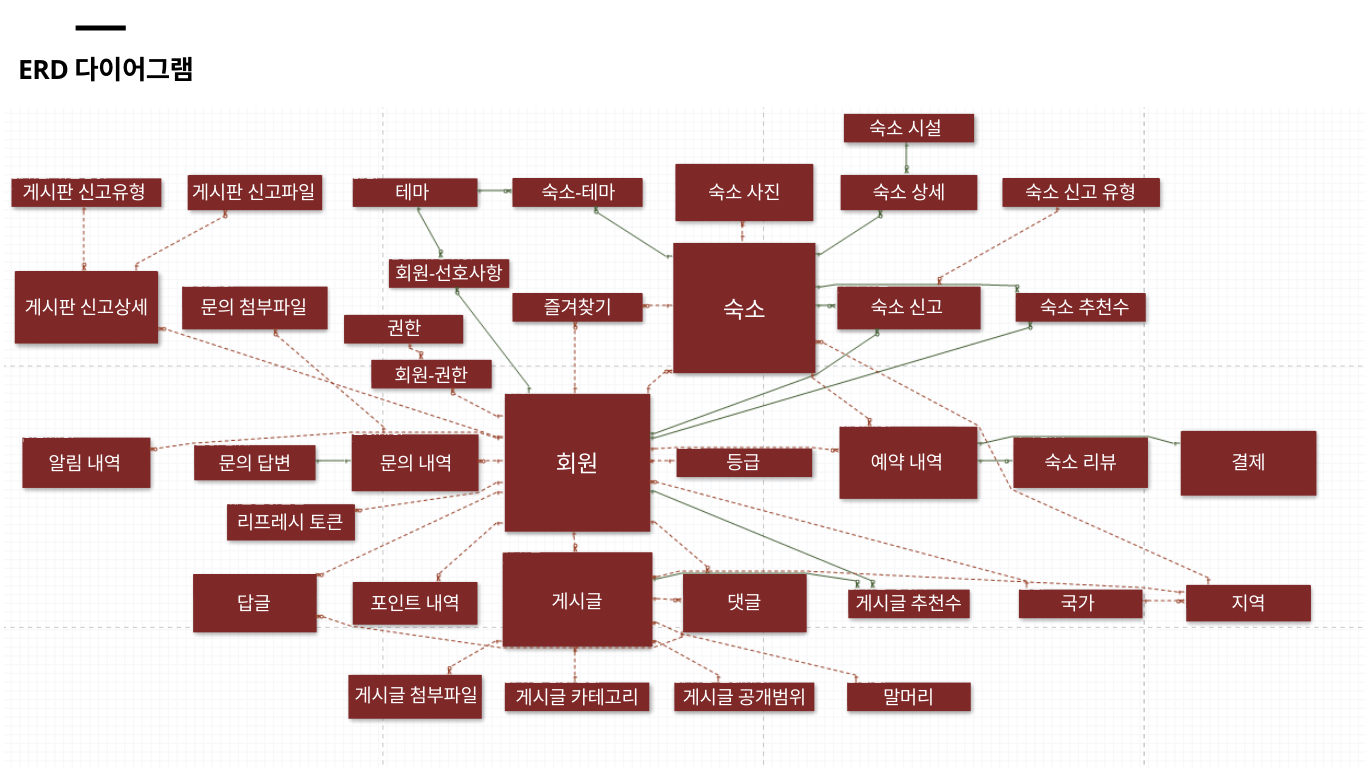 ERD 다이어그램
숙소 시설
게시판 신고유형
게시판 신고파일
테마
숙소-테마
숙소 사진
숙소 상세
숙소 신고 유형
회원-선호사항
게시판 신고상세
문의 첨부파일
즐겨찾기
숙소
숙소 신고
숙소 추천수
권한
회원-권한
알림 내역
문의 답변
문의 내역
회원
등급
예약 내역
숙소 리뷰
결제
리프레시 토큰
답글
포인트 내역
게시글
댓글
게시글 추천수
국가
지역
게시글 첨부파일
게시글 카테고리
게시글 공개범위
말머리